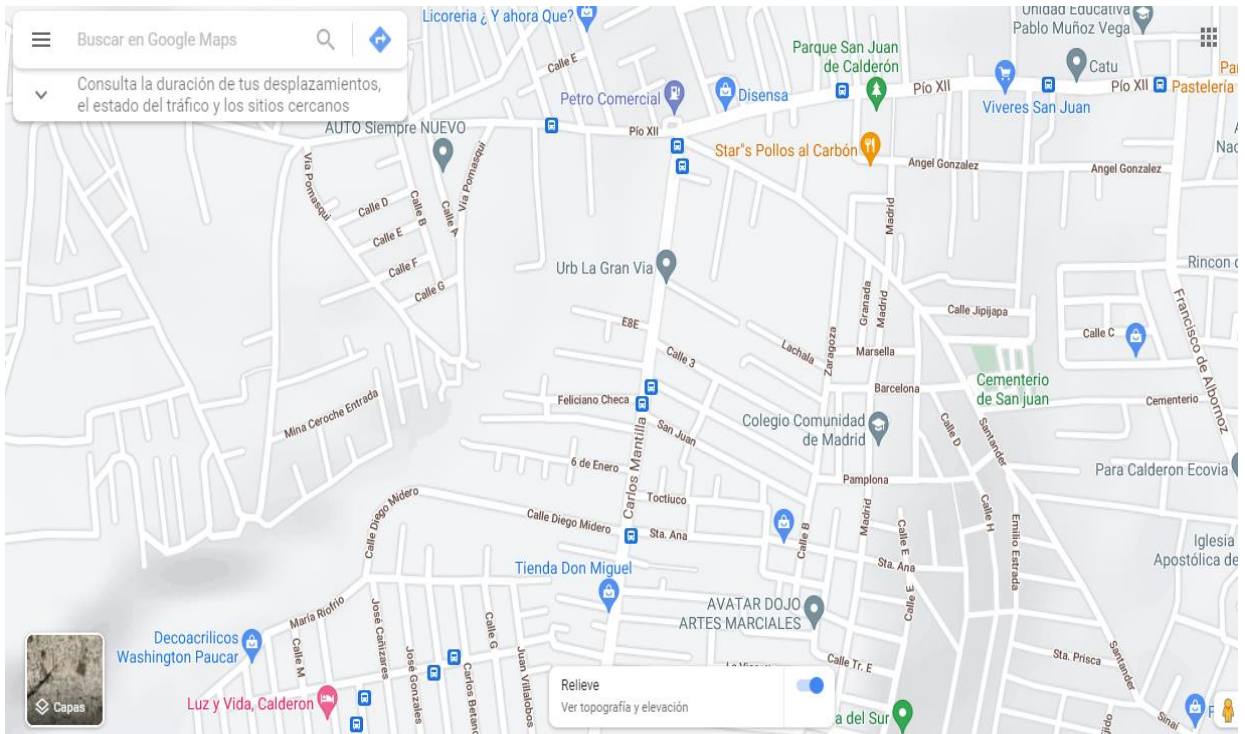 Buscar en Google Maps
Consulta la duración de tus desplazamientos,
el estado del tráfico y los sitios cercanos
Licoreria ¿ Y ahora Que?
Unidad Educativa
Pablo Muñoz Vega
Calle E
Parque San Juan
de Calderón
Catu
Petro Comercial
Disensa
Pío XII
Viveres San Juan
Pío XII
Pastelería
AUTO Siempre NUEVO
Pío XII
Star"s Pollos al Carbón
Angel Gonzalez
Angel Gonzalez
Via Pomasqui
Via Pomasqui
Calle D
Calle B
Calle A
Calle E
Calle F
Calle G
Madrid
Urb La Gran Via
Granada
Madrid
Calle Jipijapa
Francisco de Albornoz
E8E
Calle 3
Lachala
Zaragoza
Marsella
Calle C
Barcelona
Cementerio
de San juan
Cementerio
Mina Ceroche Entrada
Feliciano Checa
San Juan
Carlos Mantilla
Colegio Comunidad
de Madrid
Calle D
Santander
6 de Enero
Pamplona
Para Calderon Ecovia
Toctiuco
Calle Diego Midero
Calle Diego Midero
Sta. Ana
Calle B
Madrid
Calle E
Calle H
Emilio Estrada
Iglesia
Apostólica de
Sta. Ana
Tienda Don Miguel
Calle 3
AVATAR DOJO
ARTES MARCIALES
María Riofrio
Decoacrilicos
Washington Paucar
Calle M
José Cañizares
José Gonzales
Calle G
Carlos Betanc
Juan Villalobos
Calle Tr. E
Sta. Prisca
Santander
Luz y Vida, Calderon
Capas
Relieve
Ver topografía y elevación
a del Sur
Sinaí